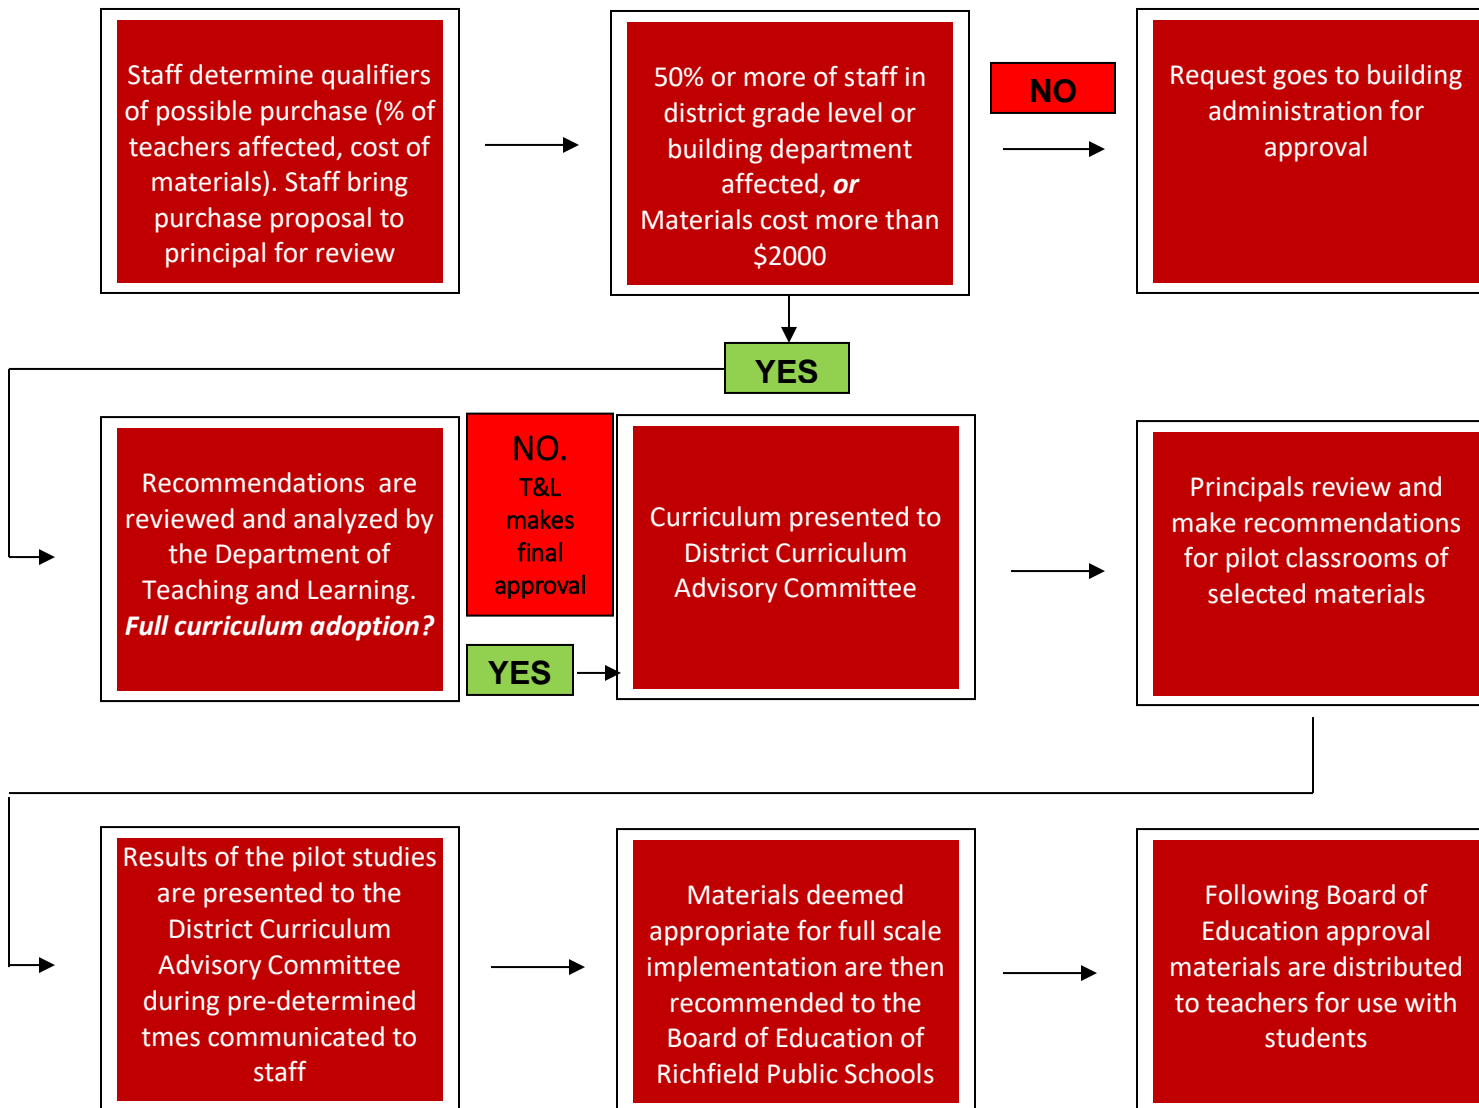 Staff determine qualifiers
of possible purchase (% of
teachers affected, cost of
materials). Staff bring
purchase proposal to
principal for review
50% or more of staff in
district grade level or
building department
affected, or
Materials cost more than
$2000
NO
Request goes to building
administration for
approval
YES
Recommendations are
reviewed and analyzed by
the Department of
Teaching and Learning.
Full curriculum adoption?
NO.
T&L
makes
final
approval
YES
Curriculum presented to
District Curriculum
Advisory Committee
Principals review and
make recommendations
for pilot classrooms of
selected materials
Results of the pilot studies
are presented to the
District Curriculum
Advisory Committee
during pre-determined
tmes communicated to
staff
Materials deemed
appropriate for full scale
implementation are then
recommended to the
Board of Education of
Richfield Public Schools
Following Board of
Education approval
materials are distributed
to teachers for use with
students